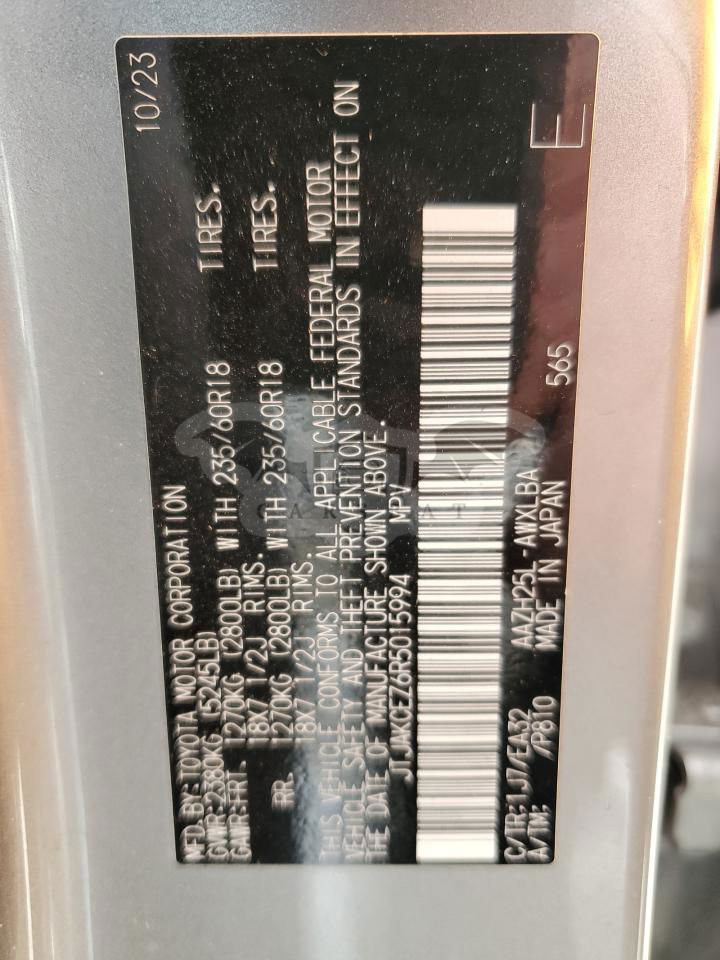 MFD.BY: TOYOTA MOTOR CORPORATION 10/23
GVWR: 2380KG (5245LB)
GAWR: FRT. 1270KG (2800LB) WITH 235/60R18 TIRES.
18X7 1/2J RIMS.
RR. 1270KG (2800LB) WITH 235/60R18 TIRES.
18X7 1/2J RIMS.
THIS VEHICLE CONFORMS TO ALL APPLICABLE FEDERAL MOTOR
VEHICLE SAFETY AND THEFT PREVENTION STANDARDS IN EFFECT ON
THE DATE OF MANUFACTURE SHOWN ABOVE.
JTJAKCFZ6R5015994 MPV
C/TR: 1J7/EA32 AAZH25L-AWXLBA
A/TM: /P810 MADE IN JAPAN 565 E